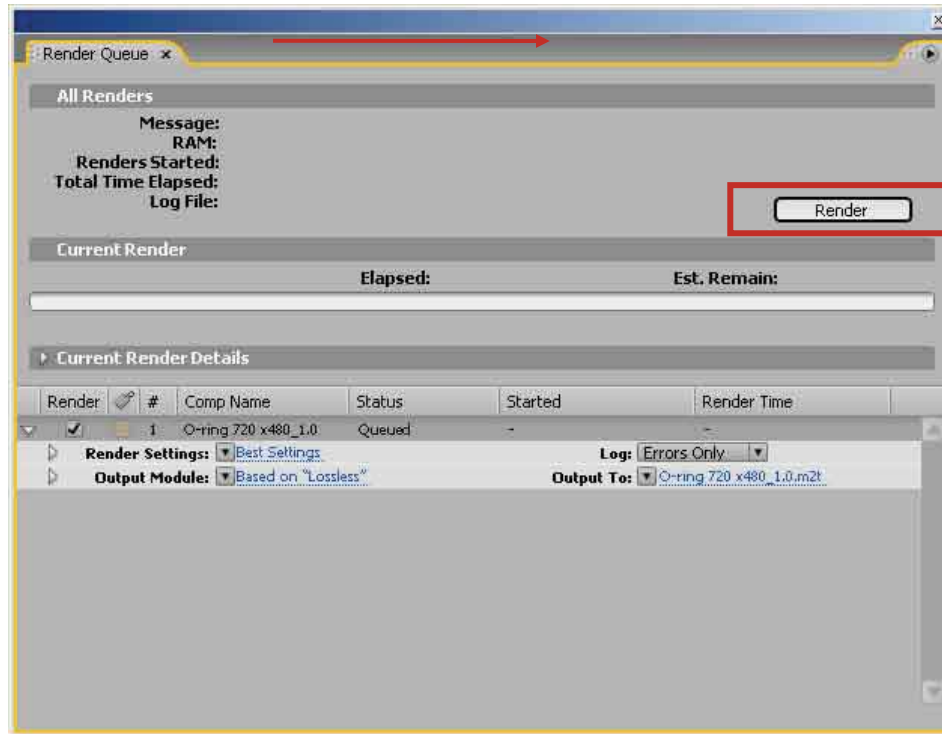 Render Queue
All Renders
Message:
RAM:
Renders Started:
Total Time Elapsed:
Log File:
Render
Current Render
Elapsed: Est. Remain:
Current Render Details
Render # Comp Name Status Started Render Time
1 O-ring 720 x480_1.0 Queued - -
Render Settings: Best Settings Log: Errors Only
Output Module: Based on "Lossless" Output To: O-ring 720 x480_1.0.m2t